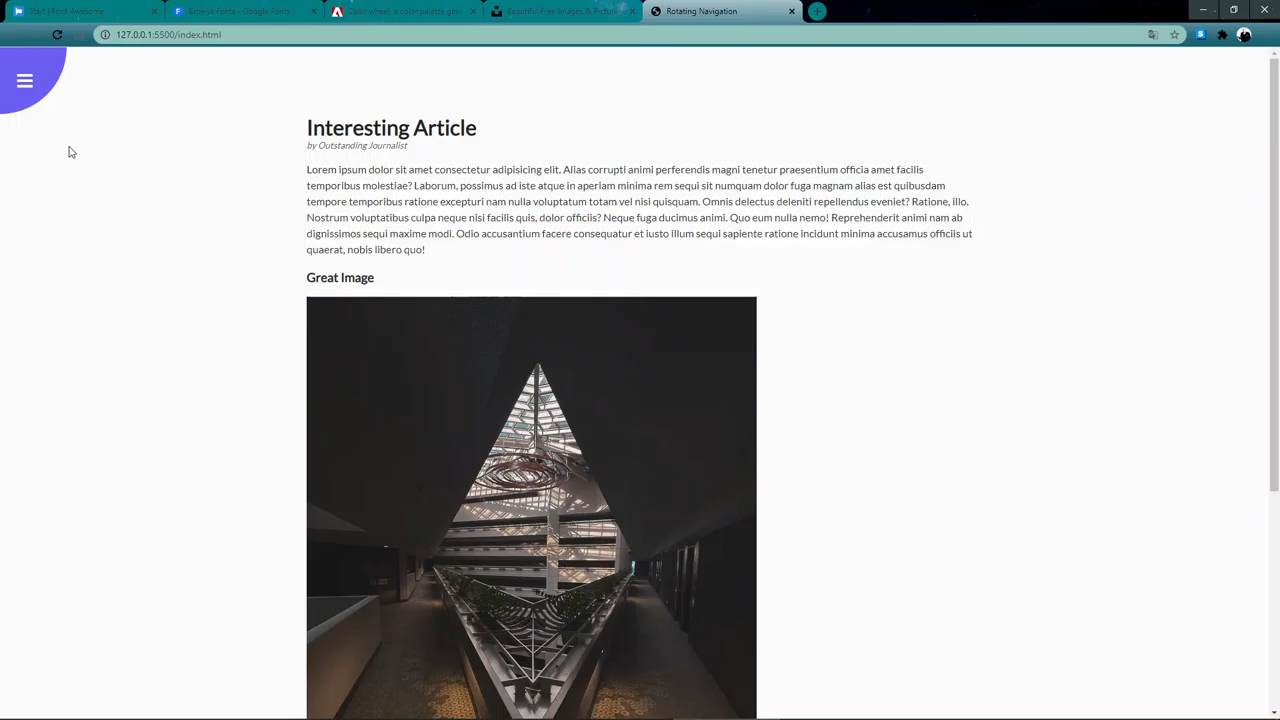 Start | Font Awesome
Browse Fonts - Google Fonts
Color wheel, a color palette gen
Beautiful Free Images & Pictur
Rotating Navigation
127.0.0.1:5500/index.html
Interesting Article
by Outstanding Journalist
Lorem ipsum dolor sit amet consectetur adipisicing elit. Alias corrupti animi perferendis magni tenetur praesentium officia amet facilis
temporibus molestiae? Laborum, possimus ad iste atque in aperiam minima rem sequi sit numquam dolor fuga magnam alias est quibusdam
tempore temporibus ratione excepturi nam nulla voluptatum totam vel nisi quisquam. Omnis delectus deleniti repellendus eveniet? Ratione, illo.
Nostrum voluptatibus culpa neque nisi facilis quis, dolor officiis? Neque fuga ducimus animi. Quo eum nulla nemo! Reprehenderit animi nam ab
dignissimos sequi maxime modi. Odio accusantium facere consequatur et iusto illum sequi sapiente ratione incidunt minima accusamus officiis ut
quaerat, nobis libero quo!
Great Image